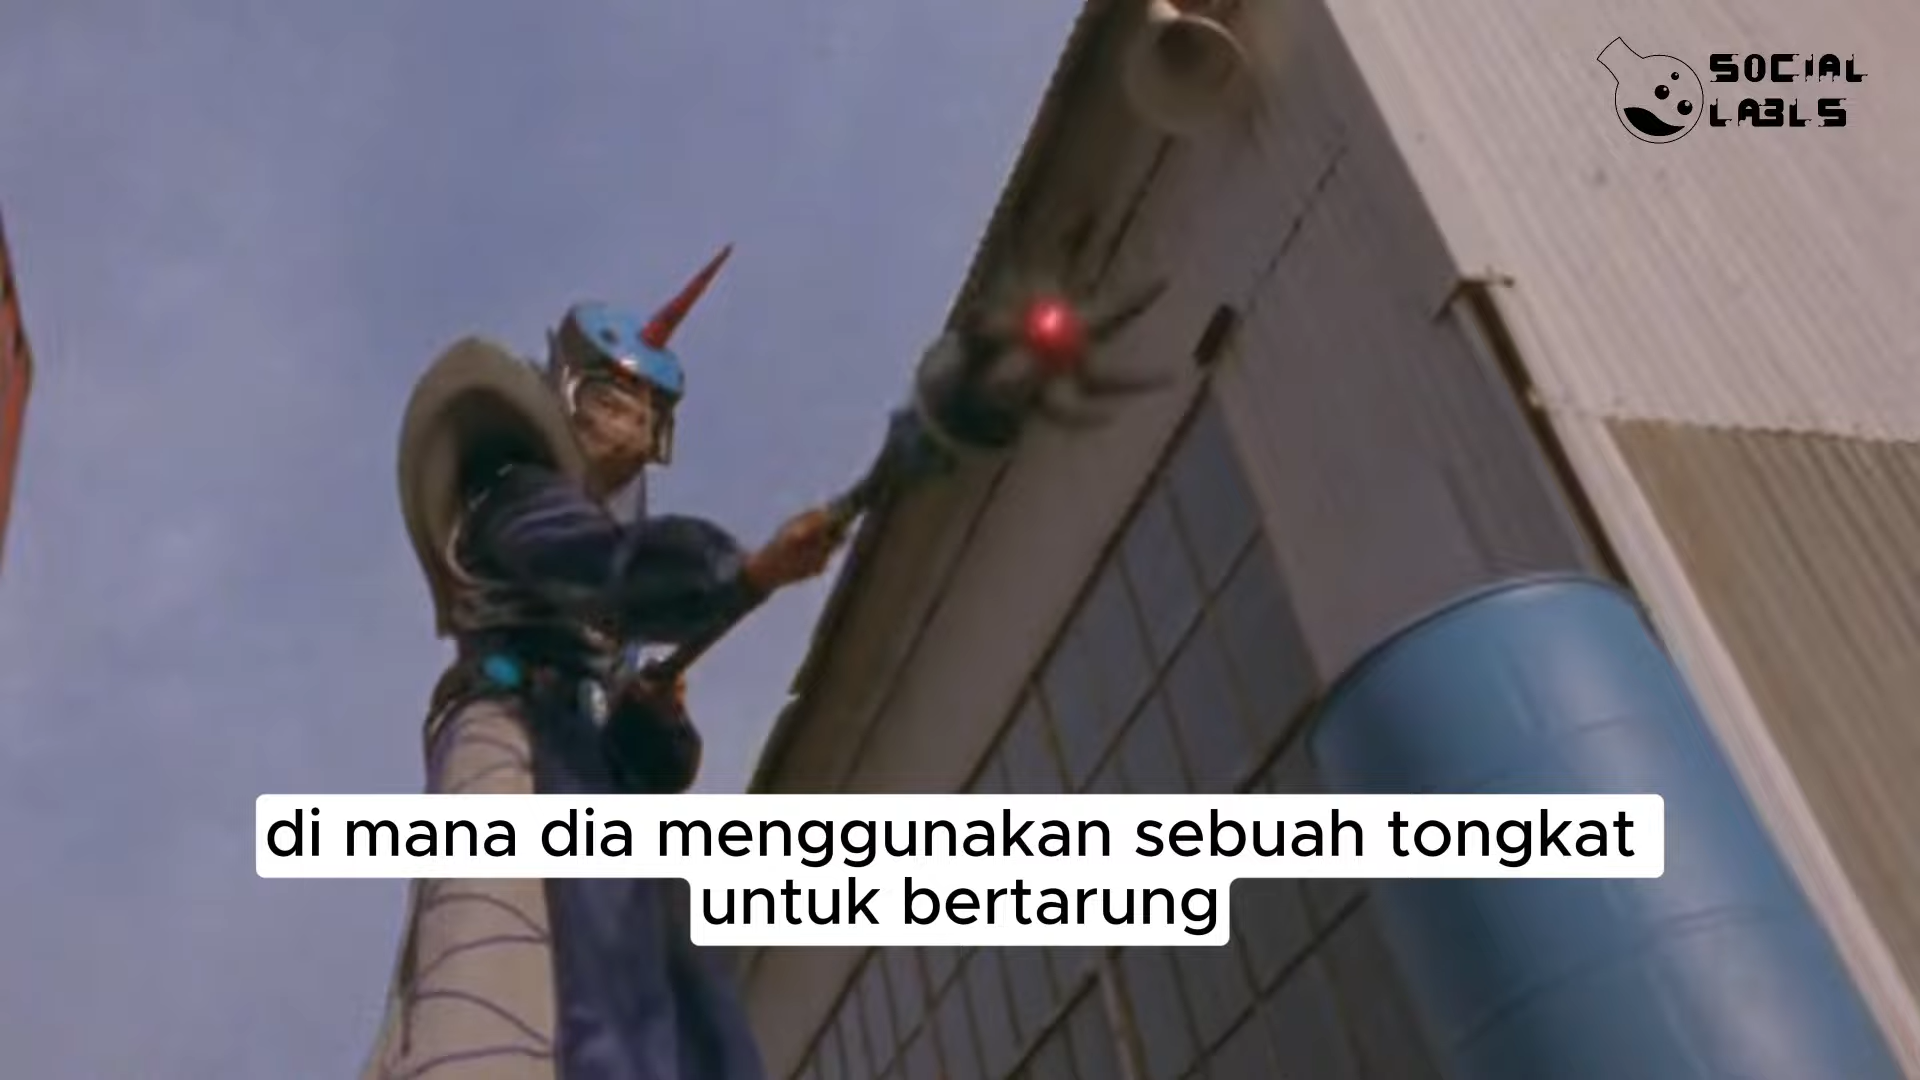 SOCIAL
LABLS
di mana dia menggunakan sebuah tongkat
untuk bertarung